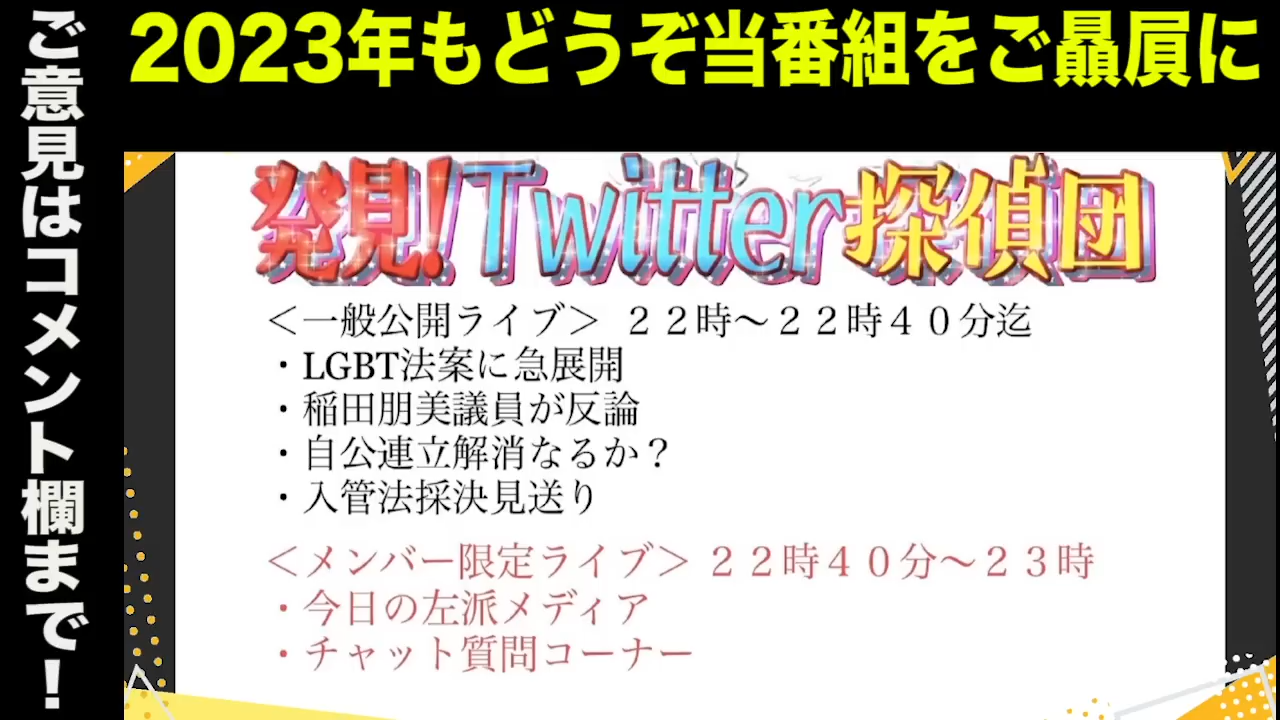 2023年もどうぞ当番組をご贔屓に
ご意見はコメント欄まで！
発見!Twitter探偵団
＜一般公開ライブ＞ ２２時〜２２時４０分迄
・LGBT法案に急展開
・稲田朋美議員が反論
・自公連立解消なるか？
・入管法採決見送り
＜メンバー限定ライブ＞ ２２時４０分〜２３時
・今日の左派メディア
・チャット質問コーナー